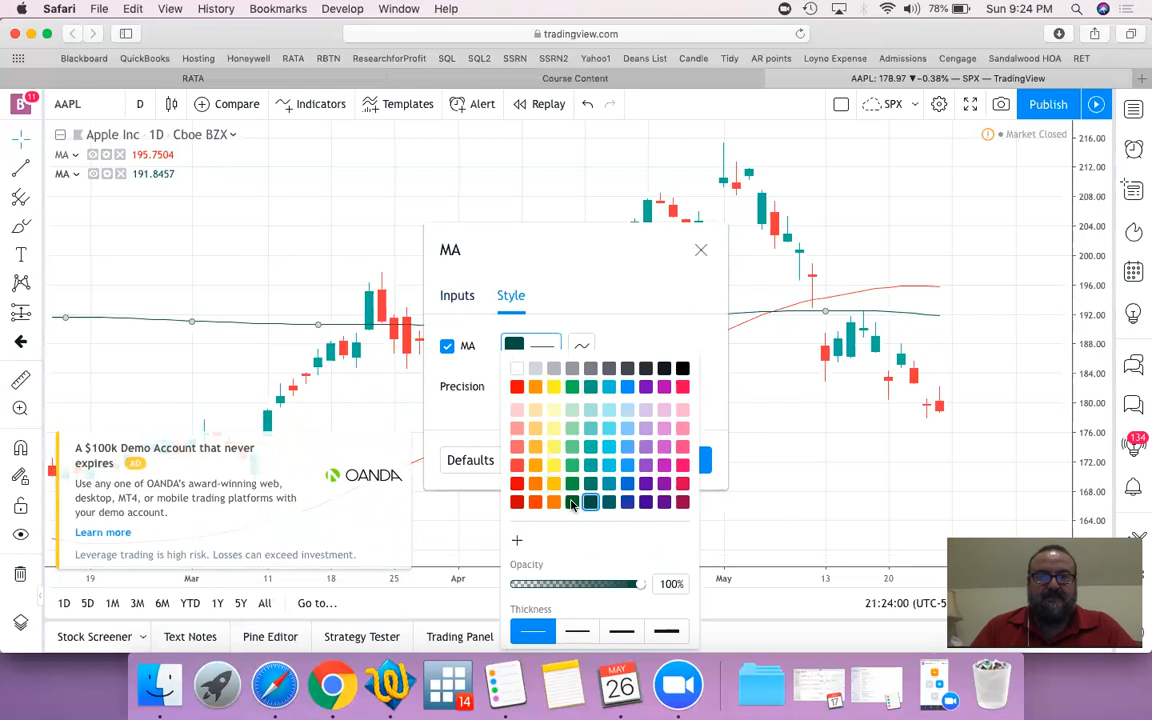 Safari File Edit View History Bookmarks Develop Window Help
78% Sun 9:24 PM
tradingview.com
Blackboard QuickBooks Hosting Honeywell RATA RBTN ResearchforProfit SQL SQL2 SSRN SSRN2 Yahoo1 Deans List Candle Tidy AR points Loyno Expense Admissions Cengage Sandalwood HOA RET
RATA Course Content AAPL: 178.97 ▼−0.38% — SPX — TradingView
B 11 AAPL D Compare Indicators Templates Alert Replay SPX Publish
Apple Inc · 1D · Cboe BZX
Market Closed
MA 195.7504
MA 191.8457
216.00
212.00
208.00
204.00
200.00
196.00
192.00
188.00
184.00
180.00
176.00
172.00
168.00
164.00
MA
Inputs Style
MA
Precision
Defaults
Opacity
100%
Thickness
A $100k Demo Account that never
expires AD
OANDA
Use any one of OANDA's award-winning web,
desktop, MT4, or mobile trading platforms with
your demo account.
Learn more
Leverage trading is high risk. Losses can exceed investment.
134
19 Mar 11 18 25 Apr May 13 20
1D 5D 1M 3M 6M YTD 1Y 5Y All Go to... 21:24:00 (UTC-5
Stock Screener Text Notes Pine Editor Strategy Tester Trading Panel
14
MAY
26
17